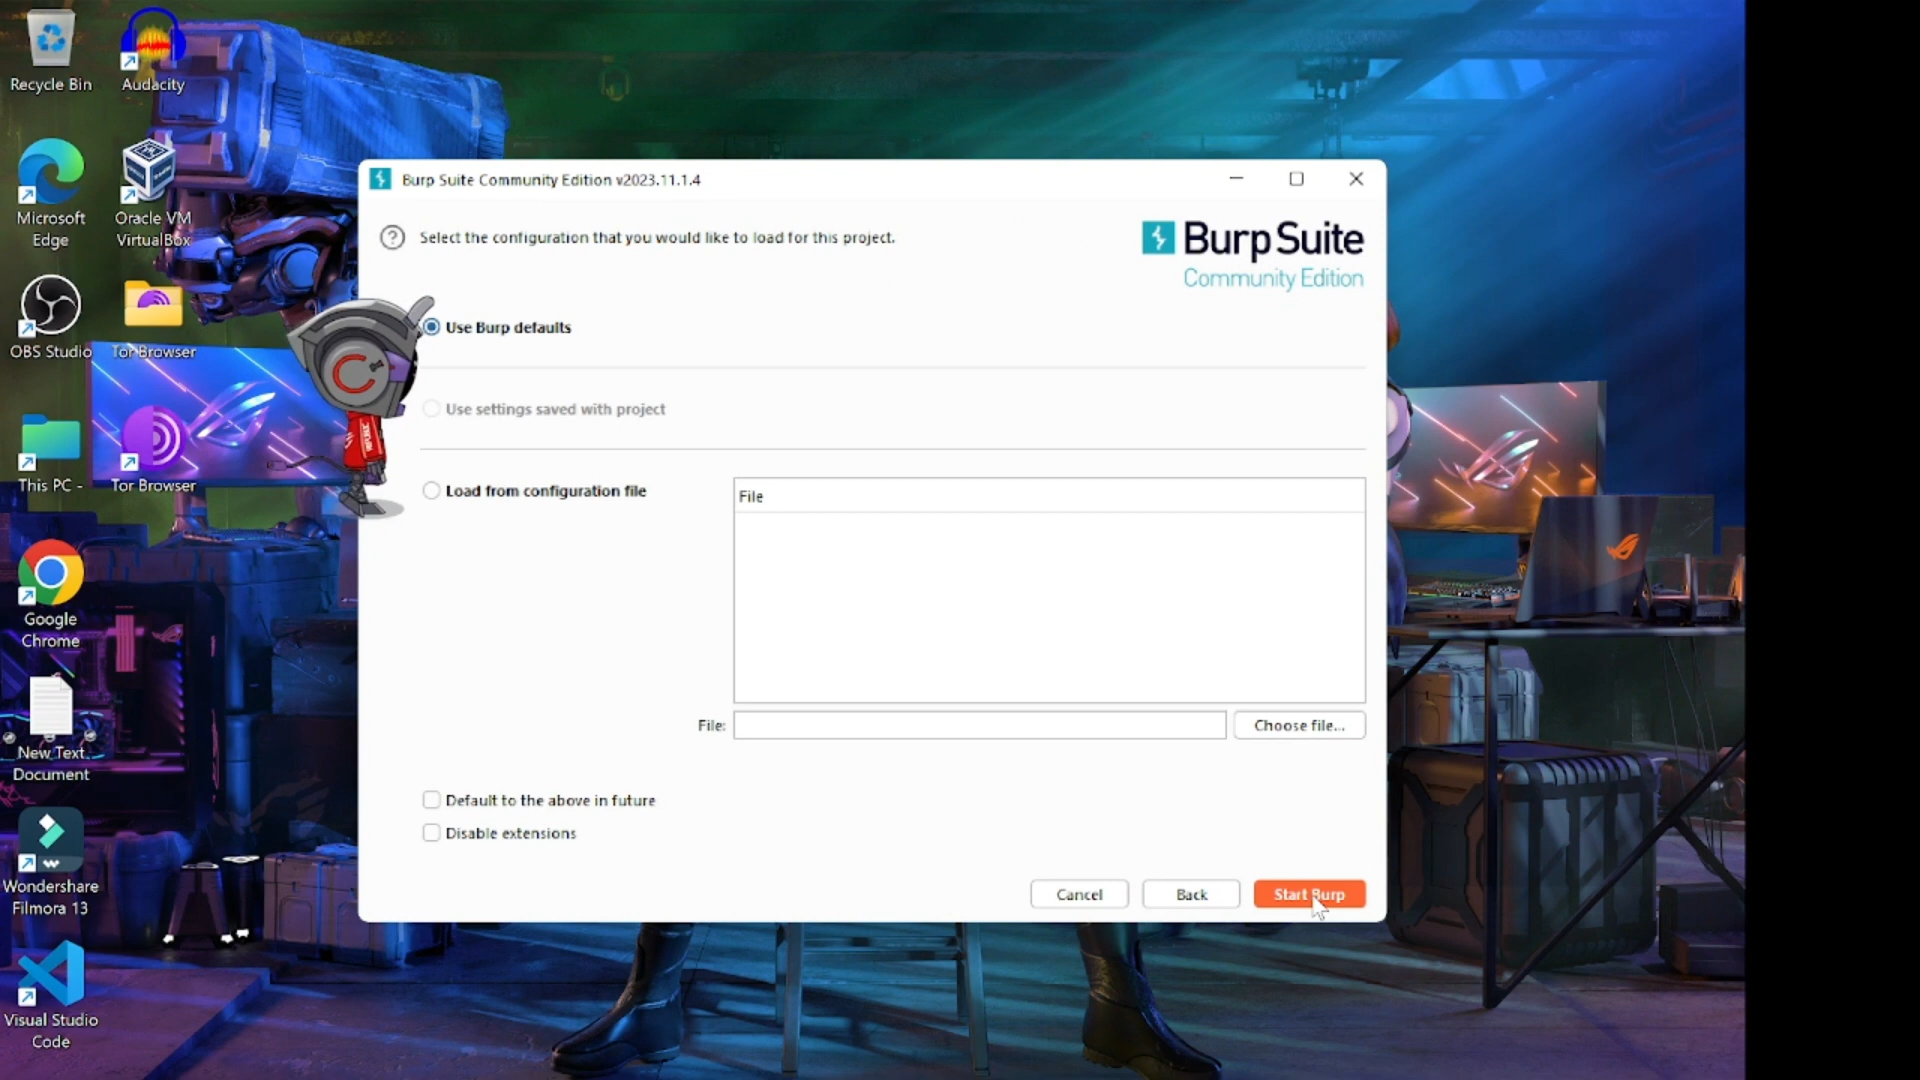 Recycle Bin
Audacity
Microsoft
Edge
Oracle VM
VirtualBox
OBS Studio
Tor Browser
This PC -
Tor Browser
Google
Chrome
New Text
Document
Wondershare
Filmora 13
Visual Studio
Code
Burp Suite Community Edition v2023.11.1.4
Select the configuration that you would like to load for this project.
Burp Suite
Community Edition
Use Burp defaults
Use settings saved with project
Load from configuration file
File
File:
Choose file...
Default to the above in future
Disable extensions
Cancel
Back
Start Burp